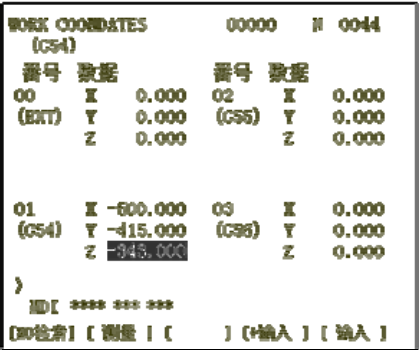 WORK COONDATES 00000 N 0044
(G54)
番号 数据 番号 数据
00 X 0.000 02 X 0.000
(EXT) Y 0.000 (G55) Y 0.000
Z 0.000 Z 0.000
01 X -600.000 03 X 0.000
(G54) Y -415.000 (G56) Y 0.000
Z Z 0.000
)
MDI **** *** ***
[NO检索] [ 测量 ] [ ] [+输入 ] [ 输入 ]